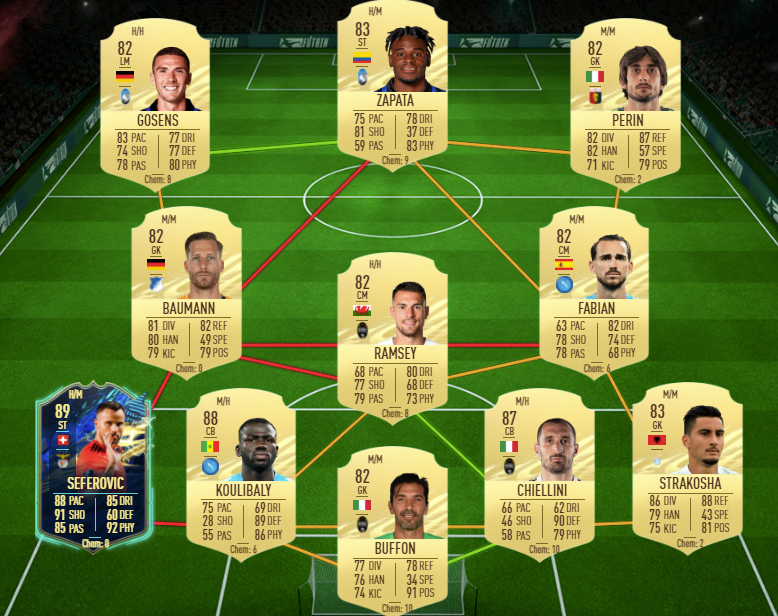 H/H
82
LM
GOSENS
83 PAC 77 DRI
74 SHO 77 DEF
78 PAS 80 PHY
Chem: 8
H/M
83
ST
ZAPATA
75 PAC 78 DRI
81 SHO 37 DEF
59 PAS 83 PHY
Chem: 9
M/M
82
GK
PERIN
82 DIV 87 REF
82 HAN 57 SPE
71 KIC 79 POS
Chem: 2
M/M
82
GK
BAUMANN
81 DIV 82 REF
80 HAN 49 SPE
79 KIC 79 POS
Chem: 0
H/H
82
CM
RAMSEY
68 PAC 80 DRI
77 SHO 68 DEF
79 PAS 73 PHY
Chem: 8
M/M
82
CM
FABIAN
63 PAC 82 DRI
78 SHO 74 DEF
78 PAS 68 PHY
Chem: 6
H/M
89
ST
SEFEROVIC
88 PAC 85 DRI
91 SHO 60 DEF
85 PAS 92 PHY
Chem: 0
M/H
88
CB
KOULIBALY
75 PAC 69 DRI
28 SHO 89 DEF
55 PAS 86 PHY
Chem: 6
M/M
82
GK
BUFFON
77 DIV 78 REF
76 HAN 34 SPE
74 KIC 91 POS
Chem: 10
M/H
87
CB
CHIELLINI
66 PAC 62 DRI
46 SHO 90 DEF
58 PAS 79 PHY
Chem: 10
M/M
83
GK
STRAKOSHA
86 DIV 88 REF
79 HAN 43 SPE
75 KIC 81 POS
Chem: 2